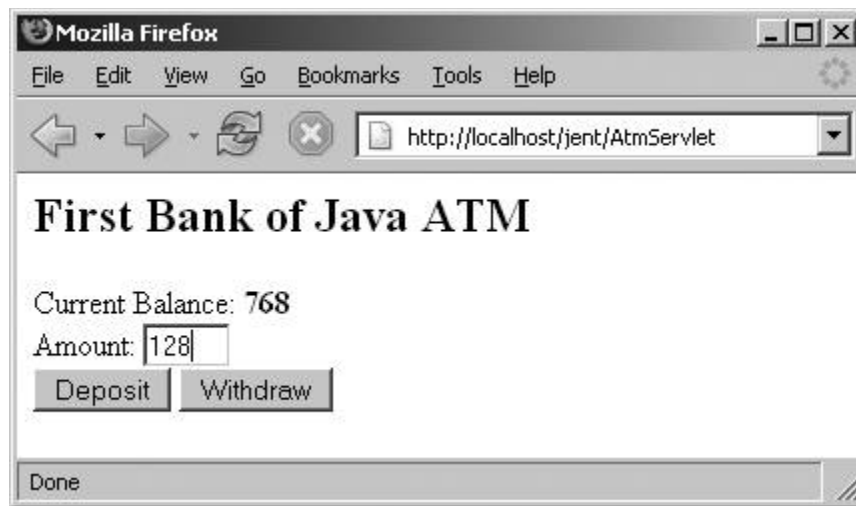 Mozilla Firefox
File Edit View Go Bookmarks Tools Help
http://localhost/jent/AtmServlet
First Bank of Java ATM
Current Balance: 768
Amount: 128
Deposit Withdraw
Done